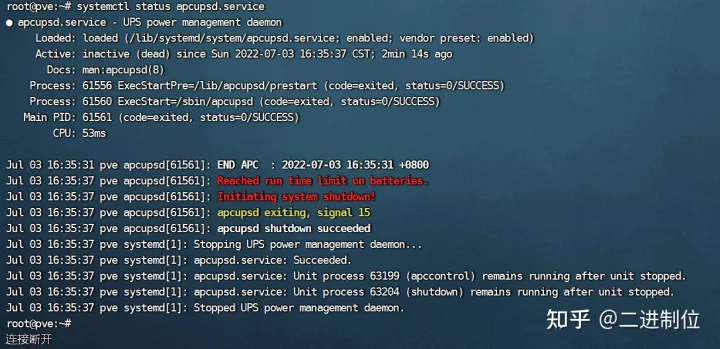 root@pve:~# systemctl status apcupsd.service
● apcupsd.service - UPS power management daemon
Loaded: loaded (/lib/systemd/system/apcupsd.service; enabled; vendor preset: enabled)
Active: inactive (dead) since Sun 2022-07-03 16:35:37 CST; 2min 14s ago
Docs: man:apcupsd(8)
Process: 61556 ExecStartPre=/lib/apcupsd/prestart (code=exited, status=0/SUCCESS)
Process: 61560 ExecStart=/sbin/apcupsd (code=exited, status=0/SUCCESS)
Main PID: 61561 (code=exited, status=0/SUCCESS)
CPU: 53ms
Jul 03 16:35:31 pve apcupsd[61561]: END APC  : 2022-07-03 16:35:31 +0800
Jul 03 16:35:37 pve apcupsd[61561]: Reached run time limit on batteries.
Jul 03 16:35:37 pve apcupsd[61561]: Initiating system shutdown!
Jul 03 16:35:37 pve apcupsd[61561]: apcupsd exiting, signal 15
Jul 03 16:35:37 pve apcupsd[61561]: apcupsd shutdown succeeded
Jul 03 16:35:37 pve systemd[1]: Stopping UPS power management daemon...
Jul 03 16:35:37 pve systemd[1]: apcupsd.service: Succeeded.
Jul 03 16:35:37 pve systemd[1]: apcupsd.service: Unit process 63199 (apccontrol) remains running after unit stopped.
Jul 03 16:35:37 pve systemd[1]: apcupsd.service: Unit process 63204 (shutdown) remains running after unit stopped.
Jul 03 16:35:37 pve systemd[1]: Stopped UPS power management daemon.
root@pve:~#
连接断开
知乎 @二进制位